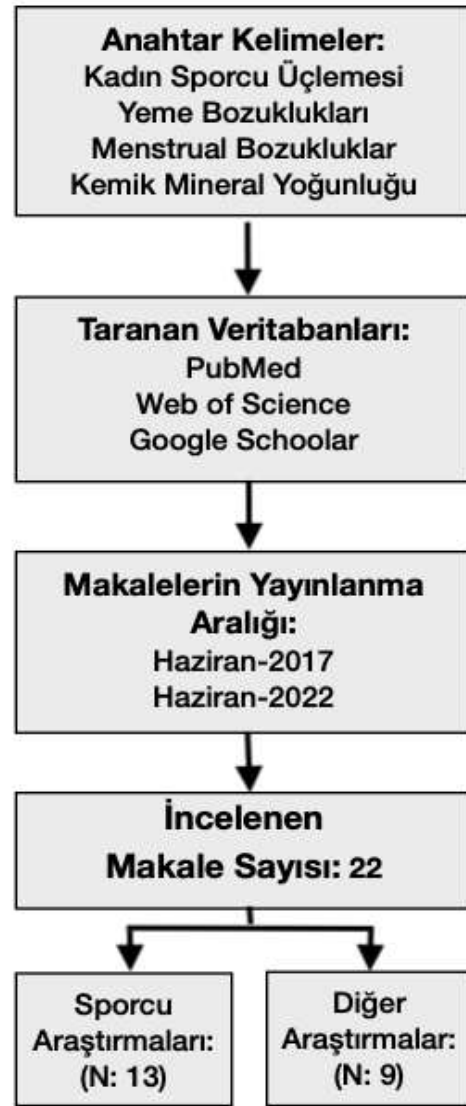 Anahtar Kelimeler:
Kadın Sporcu Üçlemesi
Yeme Bozuklukları
Menstrual Bozukluklar
Kemik Mineral Yoğunluğu
Taranan Veritabanları:
PubMed
Web of Science
Google Schoolar
Makalelerin Yayınlanma
Aralığı:
Haziran-2017
Haziran-2022
İncelenen
Makale Sayısı: 22
Sporcu
Araştırmaları:
(N: 13)
Diğer
Araştırmalar:
(N: 9)